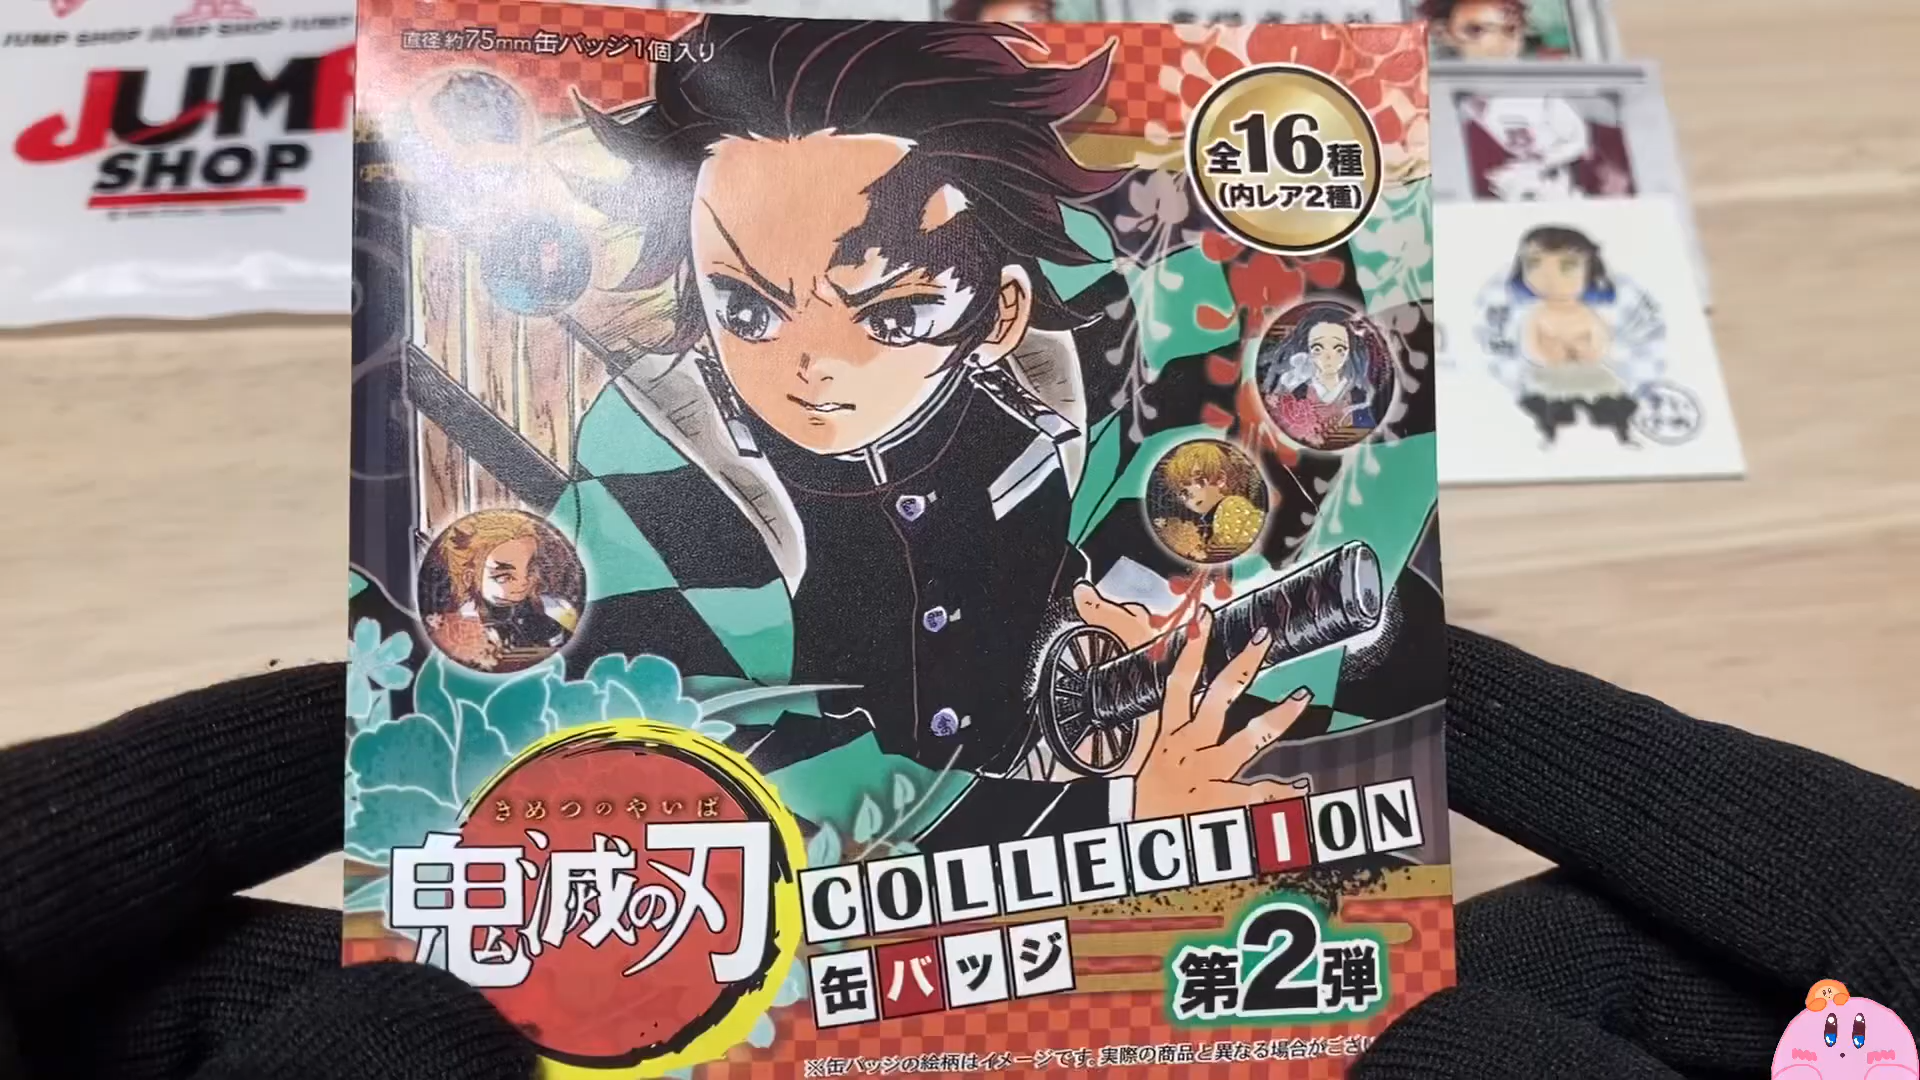 JUMP SHOP JUMP SHOP JUMP
JUMP
SHOP
直径約75mm缶バッジ1個入り
全16種
(内レア2種)
きめつのやいば
鬼滅の刃
COLLECTION
缶バッジ
第2弾
※缶バッジの絵柄はイメージです。実際の商品と異なる場合がござい